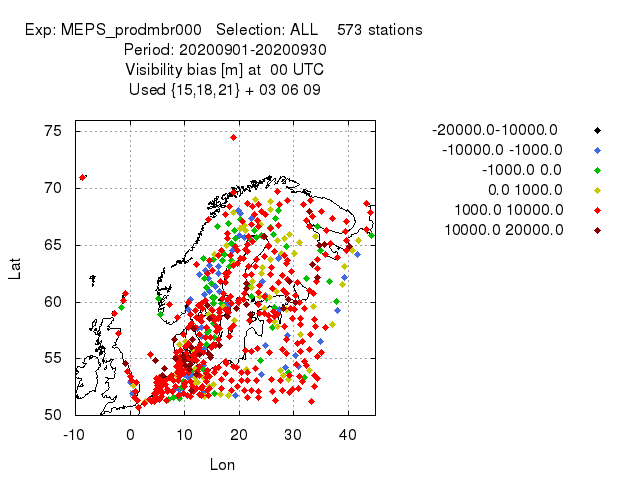 Exp: MEPS_prodmbr000 Selection: ALL 573 stations
Period: 20200901-20200930
Visibility bias [m] at 00 UTC
Used {15,18,21} + 03 06 09
-20000.0-10000.0
-10000.0 -1000.0
-1000.0 0.0
0.0 1000.0
1000.0 10000.0
10000.0 20000.0
75
70
65
60
55
50
Lat
-10 0 10 20 30 40
Lon